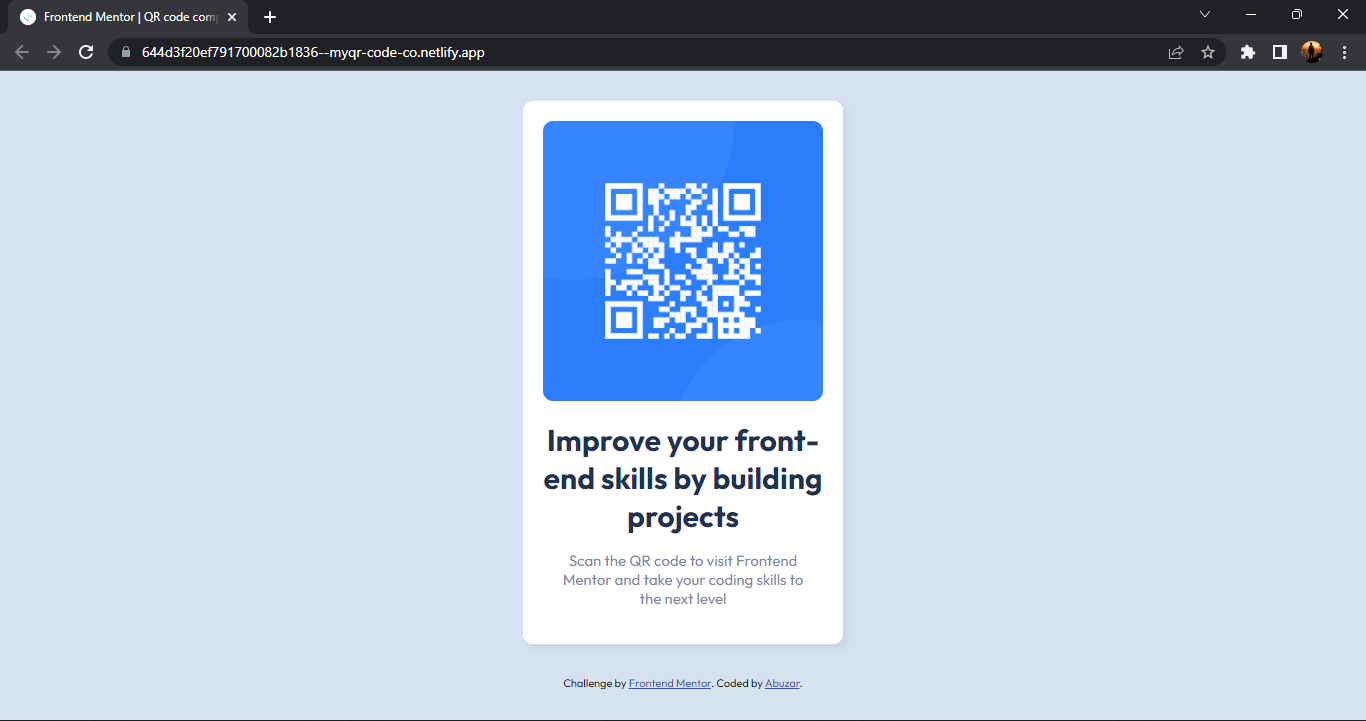 Frontend Mentor | QR code com
644d3f20ef791700082b1836--myqr-code-co.netlify.app
Improve your front-
end skills by building
projects
Scan the QR code to visit Frontend
Mentor and take your coding skills to
the next level
Challenge by Frontend Mentor. Coded by Abuzar.